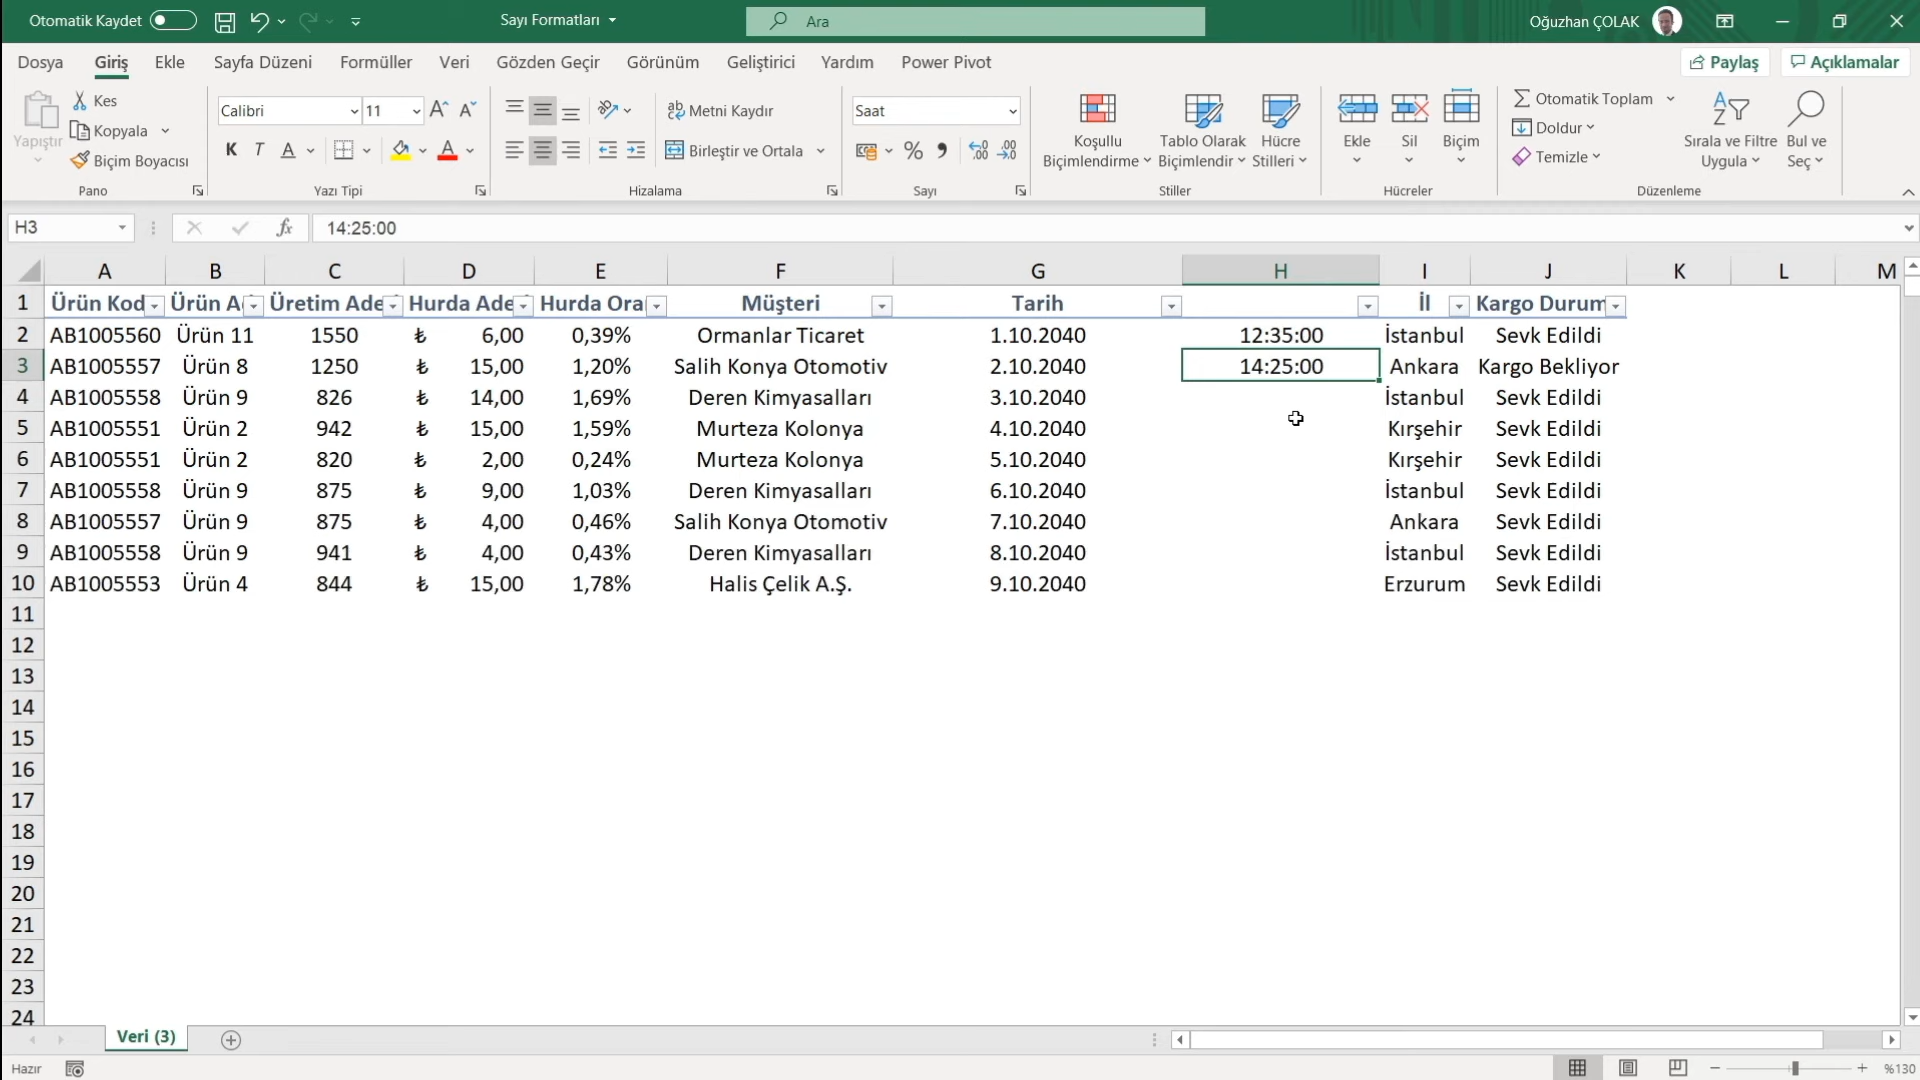 Otomatik Kaydet Sayı Formatları Ara Oğuzhan ÇOLAK
Dosya Giriş Ekle Sayfa Düzeni Formüller Veri Gözden Geçir Görünüm Geliştirici Yardım Power Pivot Paylaş Açıklamalar
Yapıştır Kes
Kopyala
Biçim Boyacısı
Pano
Calibri 11
K T A A
Yazı Tipi
Metni Kaydır
Birleştir ve Ortala
Hizalama
Saat
%
Sayı
Koşullu Biçimlendirme
Tablo Olarak Biçimlendir
Hücre Stilleri
Stiller
Ekle Sil Biçim
Hücreler
Otomatik Toplam
Doldur
Temizle
Sırala ve Filtre Uygula
Bul ve Seç
Düzenleme
H3 fx 14:25:00
A B C D E F G H I J K L M
1 Ürün Kod Ürün A Üretim Ade Hurda Ade Hurda Ora Müşteri Tarih İl Kargo Durum
2 AB1005560 Ürün 11 1550 ₺ 6,00 0,39% Ormanlar Ticaret 1.10.2040 12:35:00 İstanbul Sevk Edildi
3 AB1005557 Ürün 8 1250 ₺ 15,00 1,20% Salih Konya Otomotiv 2.10.2040 14:25:00 Ankara Kargo Bekliyor
4 AB1005558 Ürün 9 826 ₺ 14,00 1,69% Deren Kimyasalları 3.10.2040 İstanbul Sevk Edildi
5 AB1005551 Ürün 2 942 ₺ 15,00 1,59% Murteza Kolonya 4.10.2040 Kırşehir Sevk Edildi
6 AB1005551 Ürün 2 820 ₺ 2,00 0,24% Murteza Kolonya 5.10.2040 Kırşehir Sevk Edildi
7 AB1005558 Ürün 9 875 ₺ 9,00 1,03% Deren Kimyasalları 6.10.2040 İstanbul Sevk Edildi
8 AB1005557 Ürün 9 875 ₺ 4,00 0,46% Salih Konya Otomotiv 7.10.2040 Ankara Sevk Edildi
9 AB1005558 Ürün 9 941 ₺ 4,00 0,43% Deren Kimyasalları 8.10.2040 İstanbul Sevk Edildi
10 AB1005553 Ürün 4 844 ₺ 15,00 1,78% Halis Çelik A.Ş. 9.10.2040 Erzurum Sevk Edildi
11
12
13
14
15
16
17
18
19
20
21
22
23
24
Veri (3)
Hazır %130